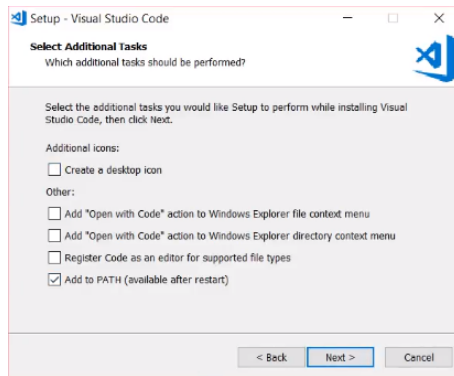 Setup - Visual Studio Code
Select Additional Tasks
Which additional tasks should be performed?
Select the additional tasks you would like Setup to perform while installing Visual
Studio Code, then click Next.
Additional icons:
Create a desktop icon
Other:
Add "Open with Code" action to Windows Explorer file context menu
Add "Open with Code" action to Windows Explorer directory context menu
Register Code as an editor for supported file types
Add to PATH (available after restart)
< Back Next > Cancel